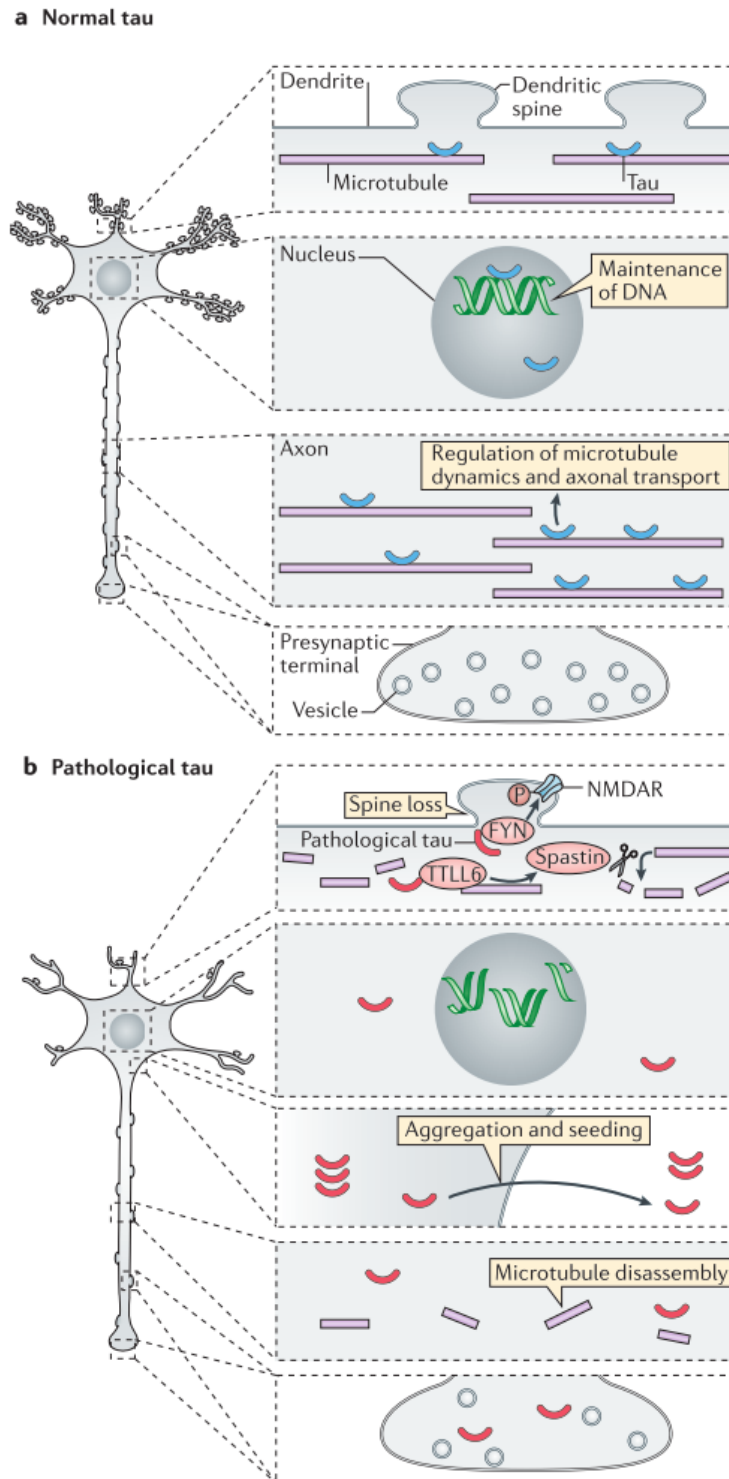 a Normal tau
Dendrite
Dendritic
spine
Microtubule
Tau
Nucleus
Maintenance
of DNA
Axon
Regulation of microtubule
dynamics and axonal transport
Presynaptic
terminal
Vesicle
b Pathological tau
P
NMDAR
Spine loss
FYN
Pathological tau
Spastin
TTLL6
Aggregation and seeding
Microtubule disassembly